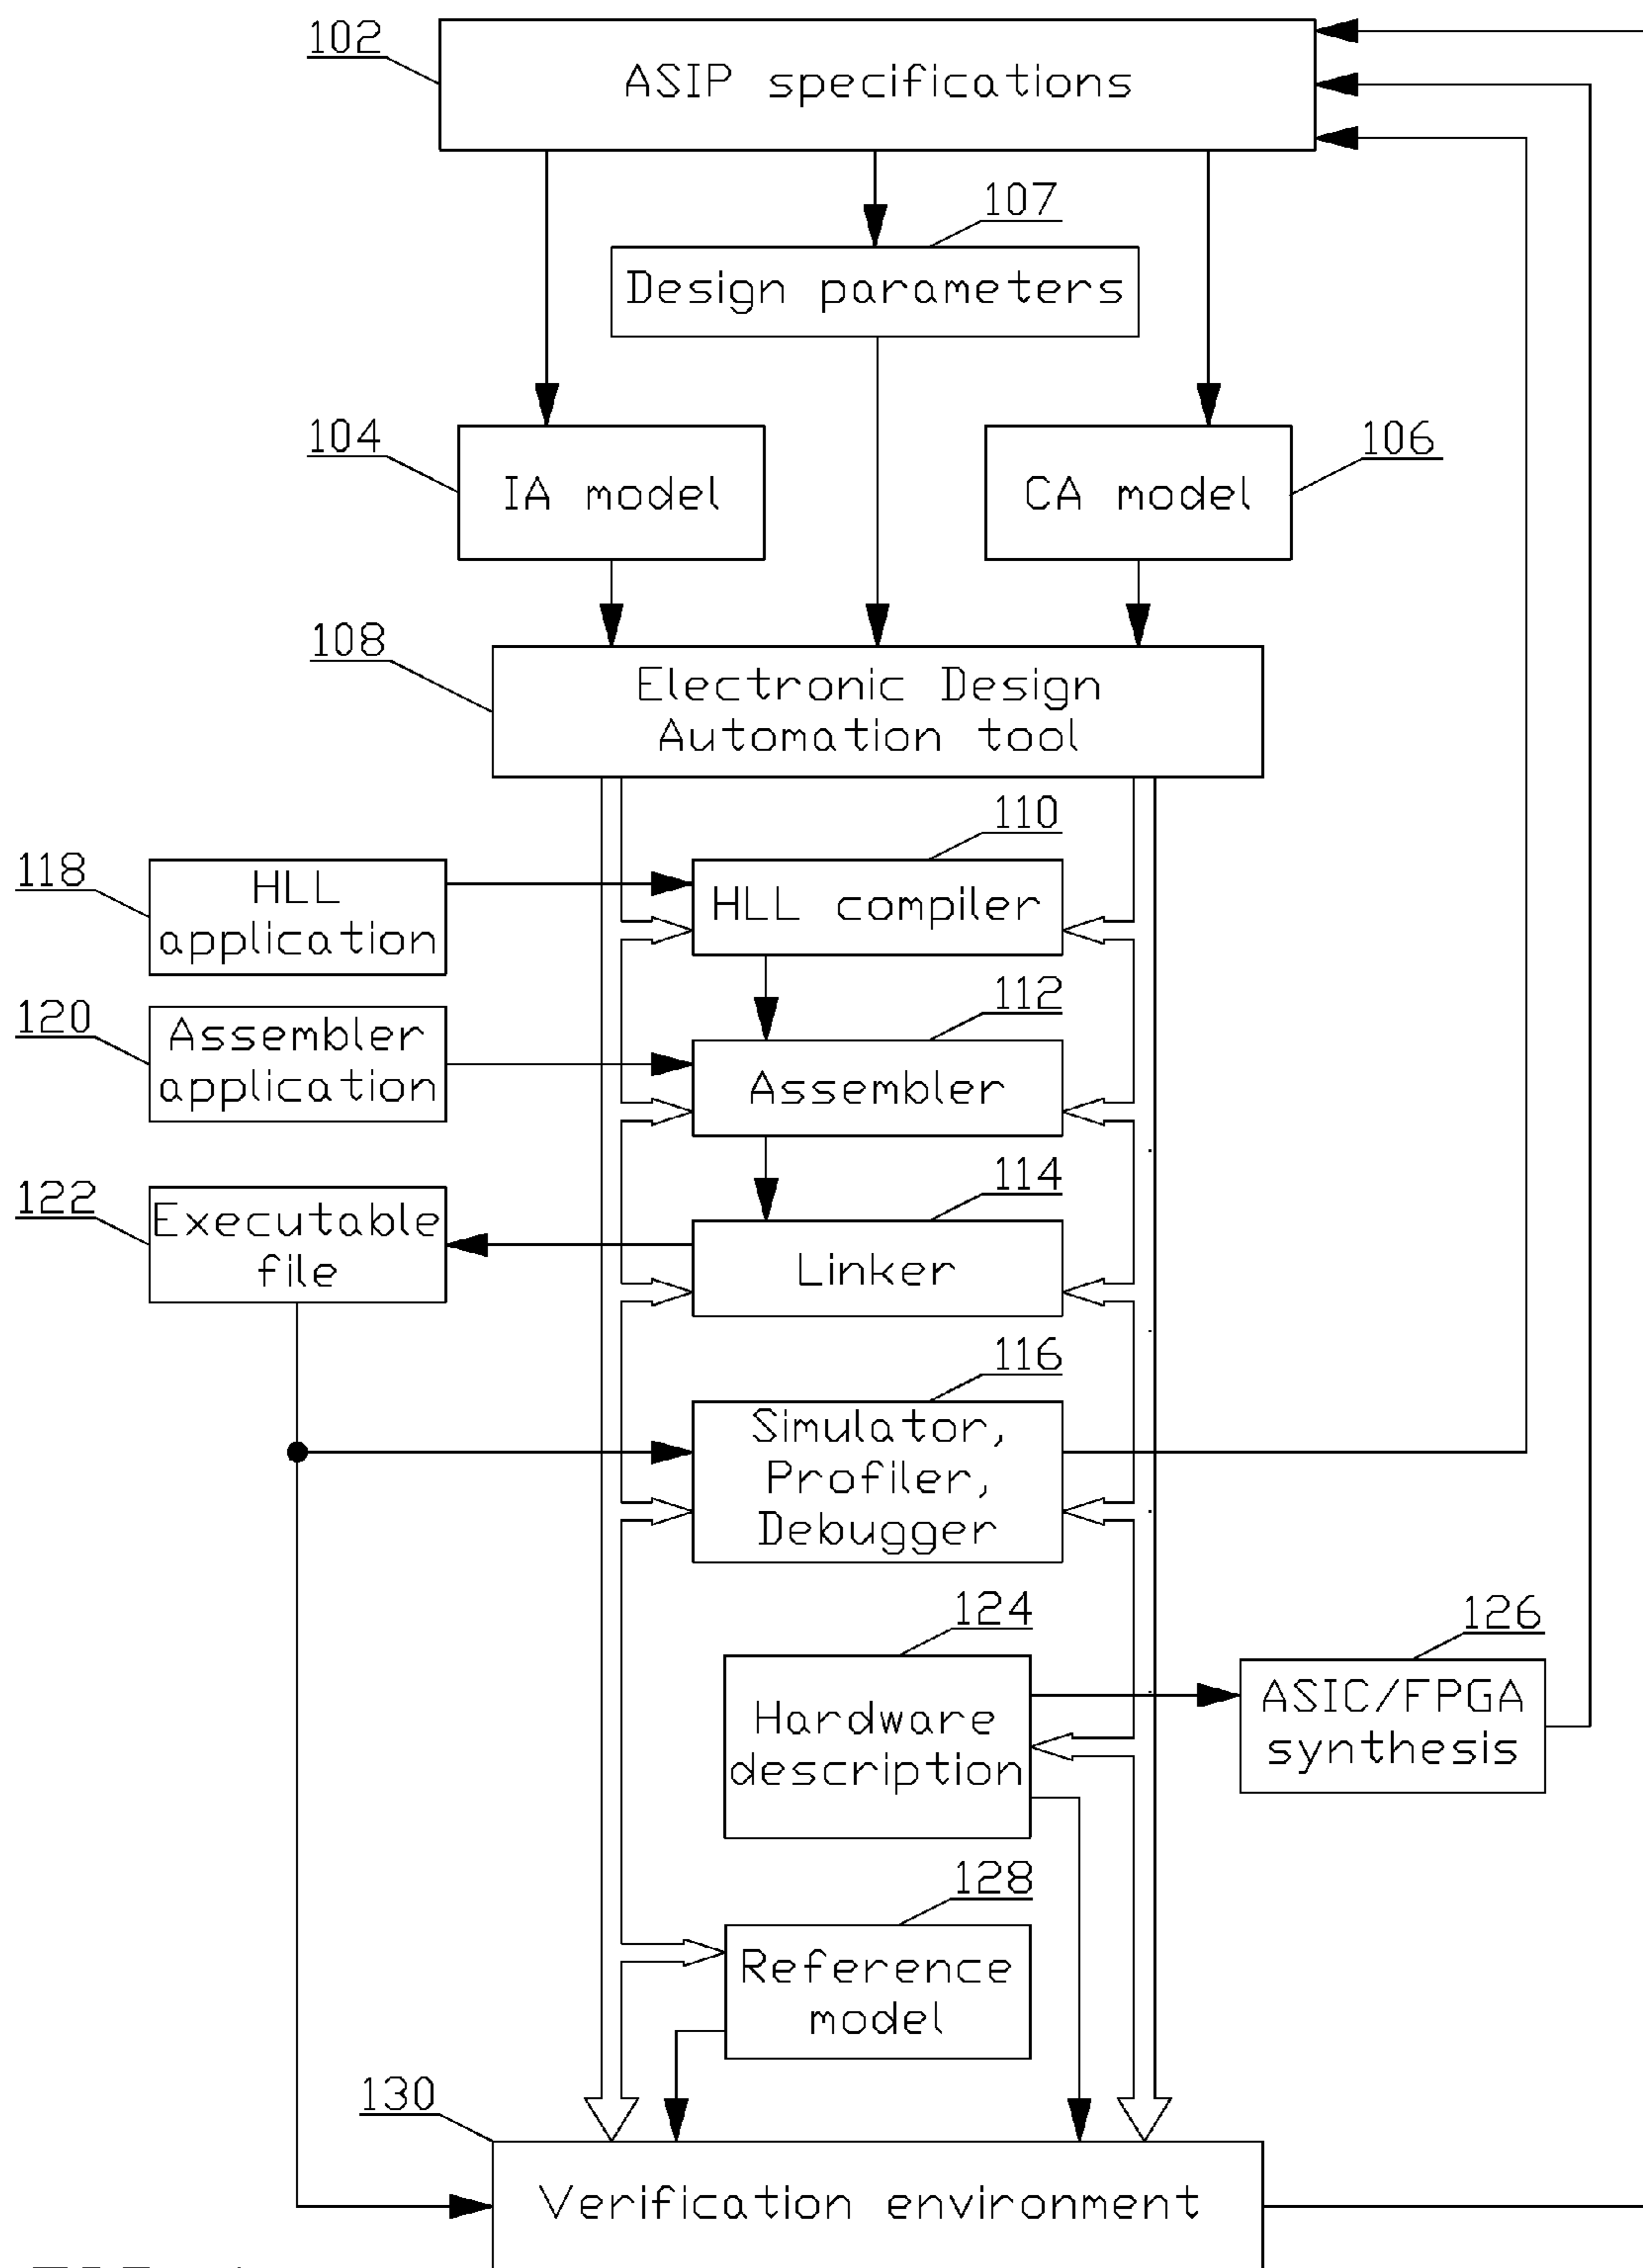 102
ASIP specifications
107
Design parameters
104
IA model
106
CA model
108
Electronic Design
Automation tool
110
118
HLL
application
HLL compiler
112
120
Assembler
application
Assembler
114
122
Executable
file
Linker
116
Simulator,
Profiler,
Debugger
124
126
Hardware
description
ASIC/FPGA
synthesis
128
Reference
model
130
Verification environment